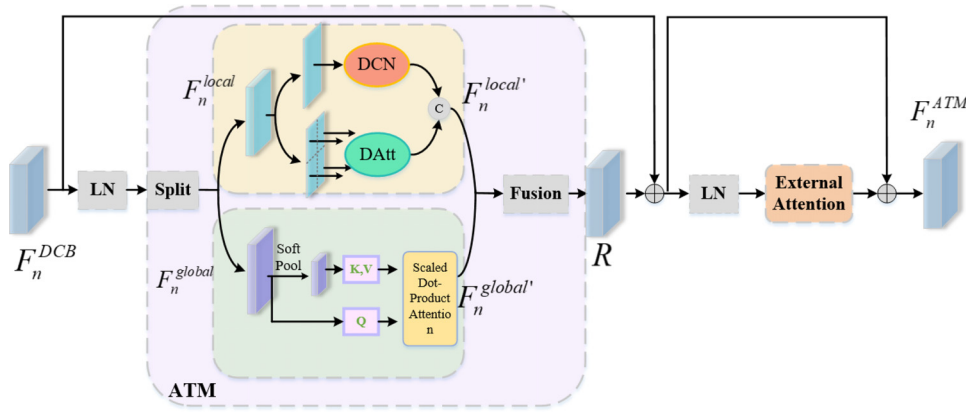 DCN
F_n^{local}
F_n^{local'}
C
F_n^{ATM}
DAtt
LN
Split
Fusion
LN
External
Attention
F_n^{DCB}
R
F_n^{global}
Soft
Pool
K,V
Scaled
Dot-
Product
Attentio
n
F_n^{global'}
Q
ATM